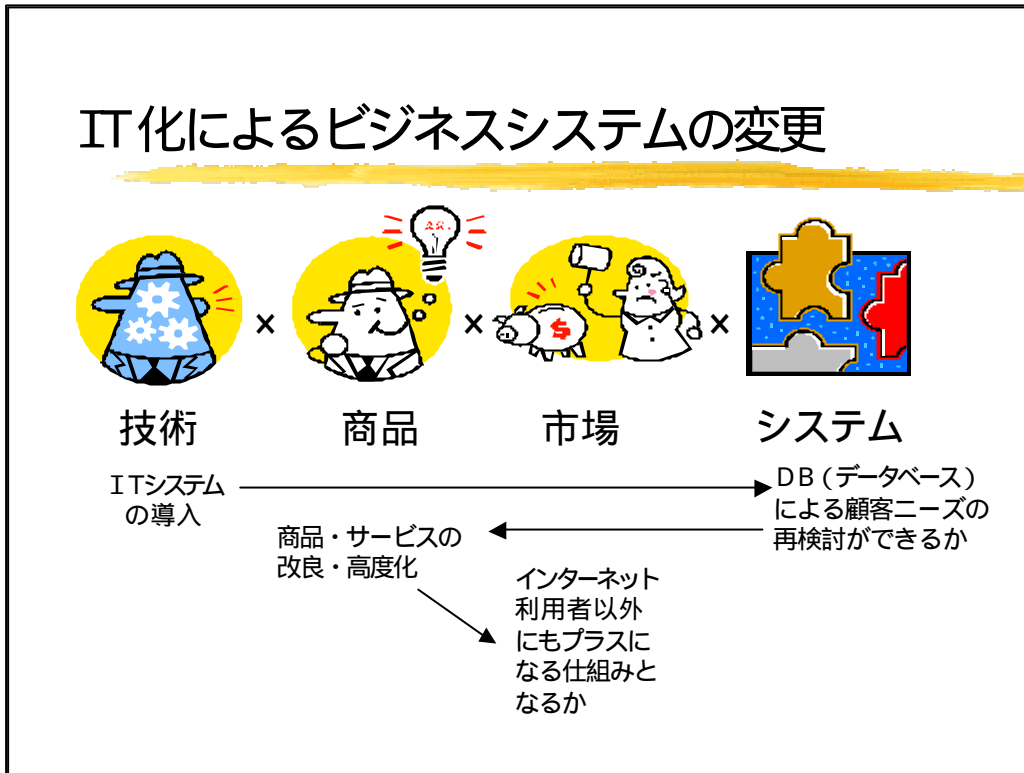 IT化によるビジネスシステムの変更
× × ×
$
技術 商品 市場 システム
ITシステム
の導入
DB(データベース)
による顧客ニーズの
再検討ができるか
商品・サービスの
改良・高度化
インターネット
利用者以外
にもプラスに
なる仕組みと
なるか